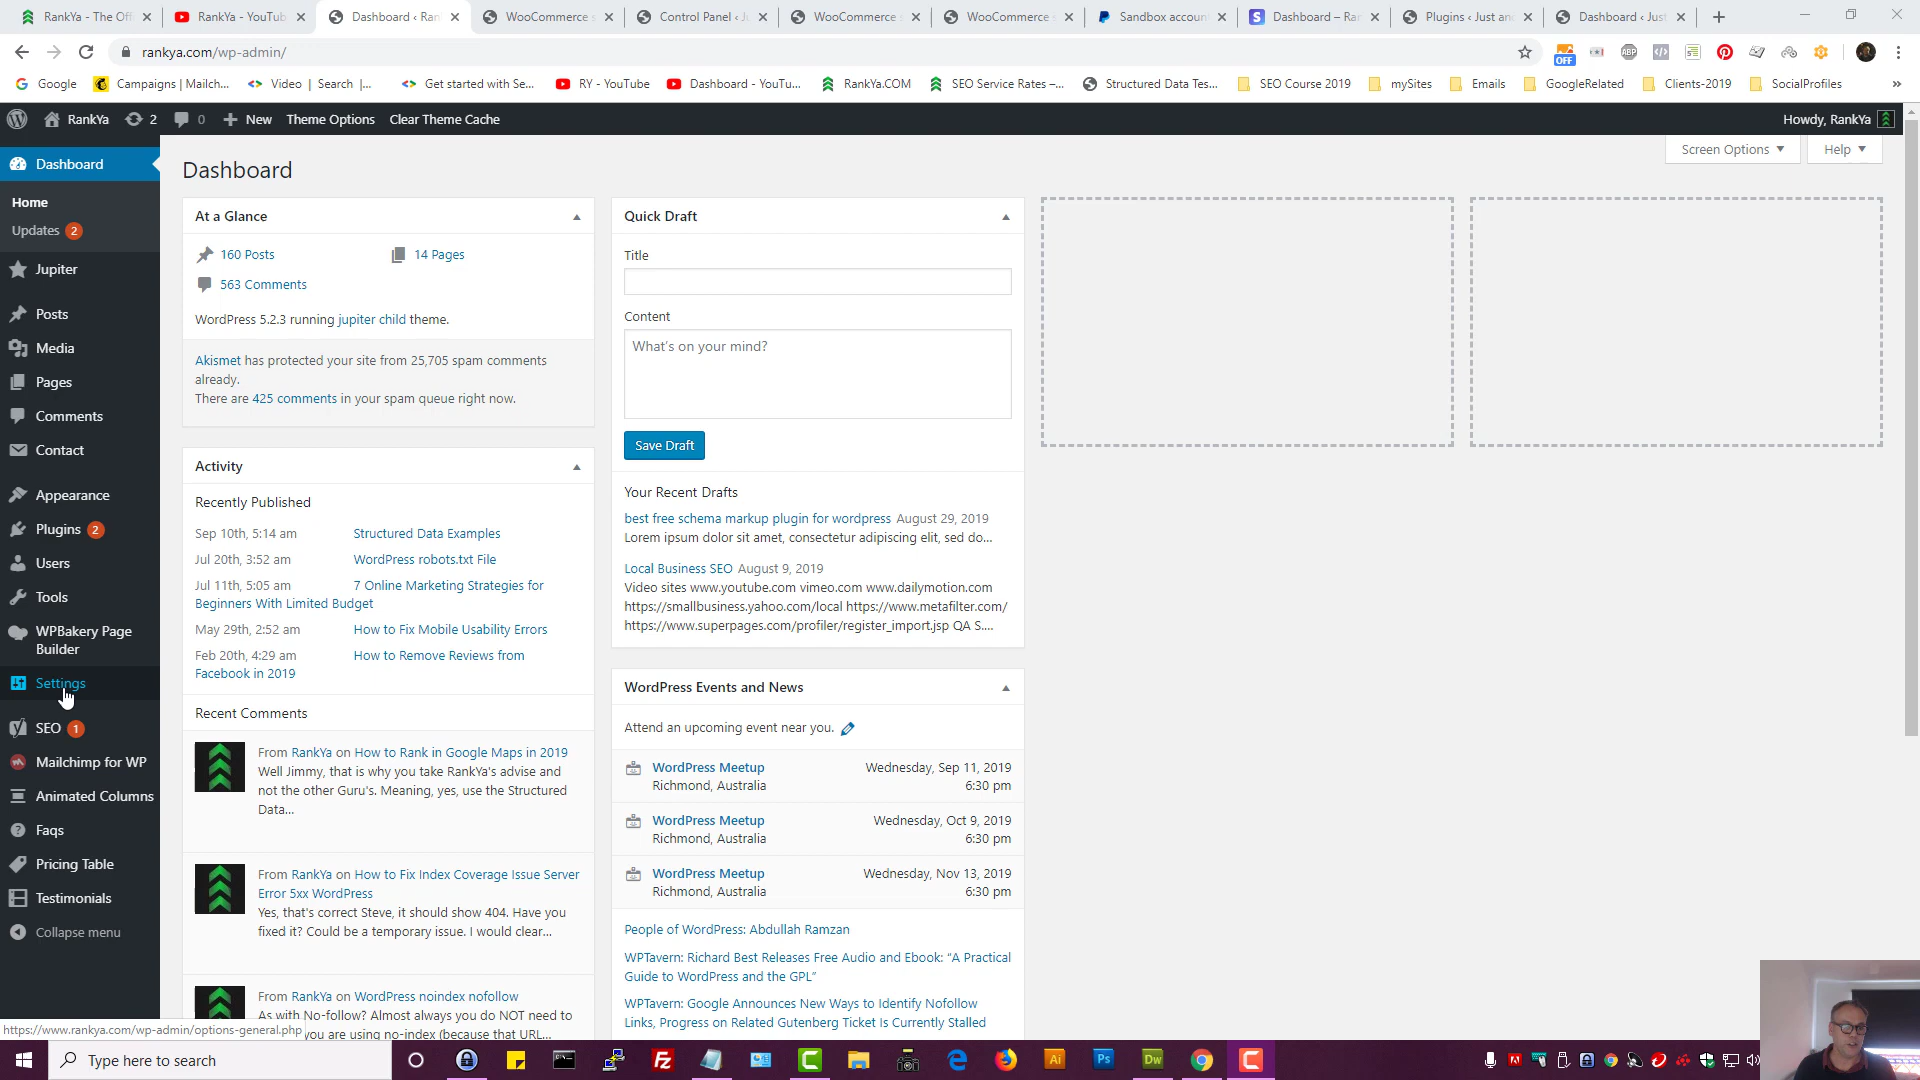 RankYa - The Off
RankYa - YouTub
Dashboard ‹ Ran
WooCommerce s
Control Panel ‹ Ju
WooCommerce
WooCommerce s
Sandbox accoun
Dashboard – Ran
Plugins ‹ Just an
Dashboard ‹ Just
rankya.com/wp-admin/
OFF
ABP
Google
Campaigns | Mailch...
Video | Search |...
Get started with Se...
RY - YouTube
Dashboard - YouTu...
RankYa.COM
SEO Service Rates –...
Structured Data Tes...
SEO Course 2019
mySites
Emails
GoogleRelated
Clients-2019
SocialProfiles
RankYa
2
0
New
Theme Options
Clear Theme Cache
Howdy, RankYa
Dashboard
Home
Updates 2
Jupiter
Posts
Media
Pages
Comments
Contact
Appearance
Plugins 2
Users
Tools
WPBakery Page
Builder
Settings
SEO 1
Mailchimp for WP
Animated Columns
Faqs
Pricing Table
Testimonials
Collapse menu
Screen Options
Help
Dashboard
At a Glance
160 Posts
14 Pages
563 Comments
WordPress 5.2.3 running jupiter child theme.
Akismet has protected your site from 25,705 spam comments
already.
There are 425 comments in your spam queue right now.
Activity
Recently Published
Sep 10th, 5:14 am Structured Data Examples
Jul 20th, 3:52 am WordPress robots.txt File
Jul 11th, 5:05 am 7 Online Marketing Strategies for
Beginners With Limited Budget
May 29th, 2:52 am How to Fix Mobile Usability Errors
Feb 20th, 4:29 am How to Remove Reviews from
Facebook in 2019
Recent Comments
From RankYa on How to Rank in Google Maps in 2019
Well Jimmy, that is why you take RankYa's advise and
not the other Guru's. Meaning, yes, use the Structured
Data...
From RankYa on How to Fix Index Coverage Issue Server
Error 5xx WordPress
Yes, that's correct Steve, it should show 404. Have you
fixed it? Could be a temporary issue. I would clear...
From RankYa on WordPress noindex nofollow
As with No-follow? Almost always you do NOT need to
you are using no-index (because that URL...
Quick Draft
Title
Content
What's on your mind?
Save Draft
Your Recent Drafts
best free schema markup plugin for wordpress August 29, 2019
Lorem ipsum dolor sit amet, consectetur adipiscing elit, sed do...
Local Business SEO August 9, 2019
Video sites www.youtube.com vimeo.com www.dailymotion.com
https://smallbusiness.yahoo.com/local https://www.metafilter.com/
https://www.superpages.com/profiler/register_import.jsp QA S....
WordPress Events and News
Attend an upcoming event near you.
WordPress Meetup Wednesday, Sep 11, 2019
Richmond, Australia 6:30 pm
WordPress Meetup Wednesday, Oct 9, 2019
Richmond, Australia 6:30 pm
WordPress Meetup Wednesday, Nov 13, 2019
Richmond, Australia 6:30 pm
People of WordPress: Abdullah Ramzan
WPTavern: Richard Best Releases Free Audio and Ebook: “A Practical
Guide to WordPress and the GPL”
WPTavern: Google Announces New Ways to Identify Nofollow
Links, Progress on Related Gutenberg Ticket Is Currently Stalled
https://www.rankya.com/wp-admin/options-general.php
Type here to search
Fz
Ai
Ps
Dw